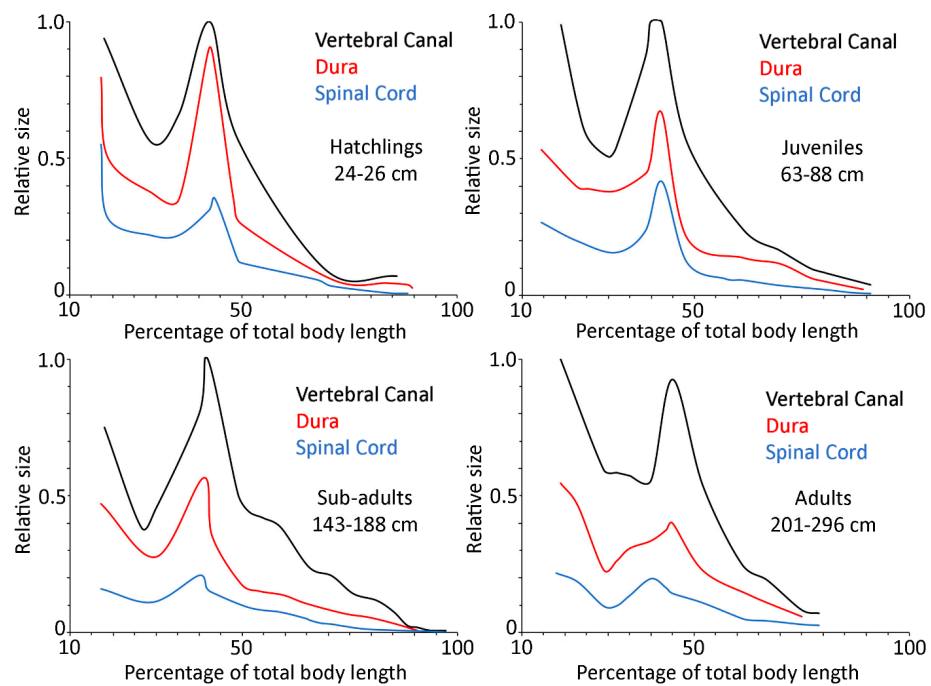 1.0
Vertebral Canal
Dura
Spinal Cord
Hatchlings
24-26 cm
0.5
0
Relative size
10
50
100
Percentage of total body length
1.0
Vertebral Canal
Dura
Spinal Cord
Juveniles
63-88 cm
0.5
0
Relative size
10
50
100
Percentage of total body length
1.0
Vertebral Canal
Dura
Spinal Cord
Sub-adults
143-188 cm
0.5
1.0
Relative size
10
50
100
Percentage of total body length
1.0
Vertebral Canal
Dura
Spinal Cord
Adults
201-296 cm
0.5
1.0
Relative size
10
50
100
Percentage of total body length